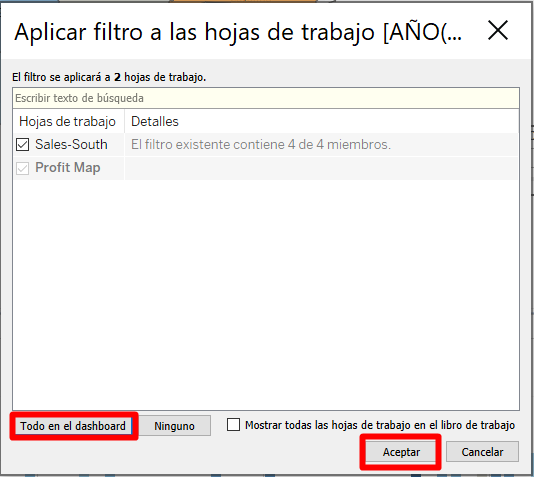 Aplicar filtro a las hojas de trabajo [AÑO(...
El filtro se aplicará a 2 hojas de trabajo.
Escribir texto de búsqueda
Hojas de trabajo Detalles
Sales-South El filtro existente contiene 4 de 4 miembros.
Profit Map
Todo en el dashboard Ninguno Mostrar todas las hojas de trabajo en el libro de trabajo
Aceptar Cancelar